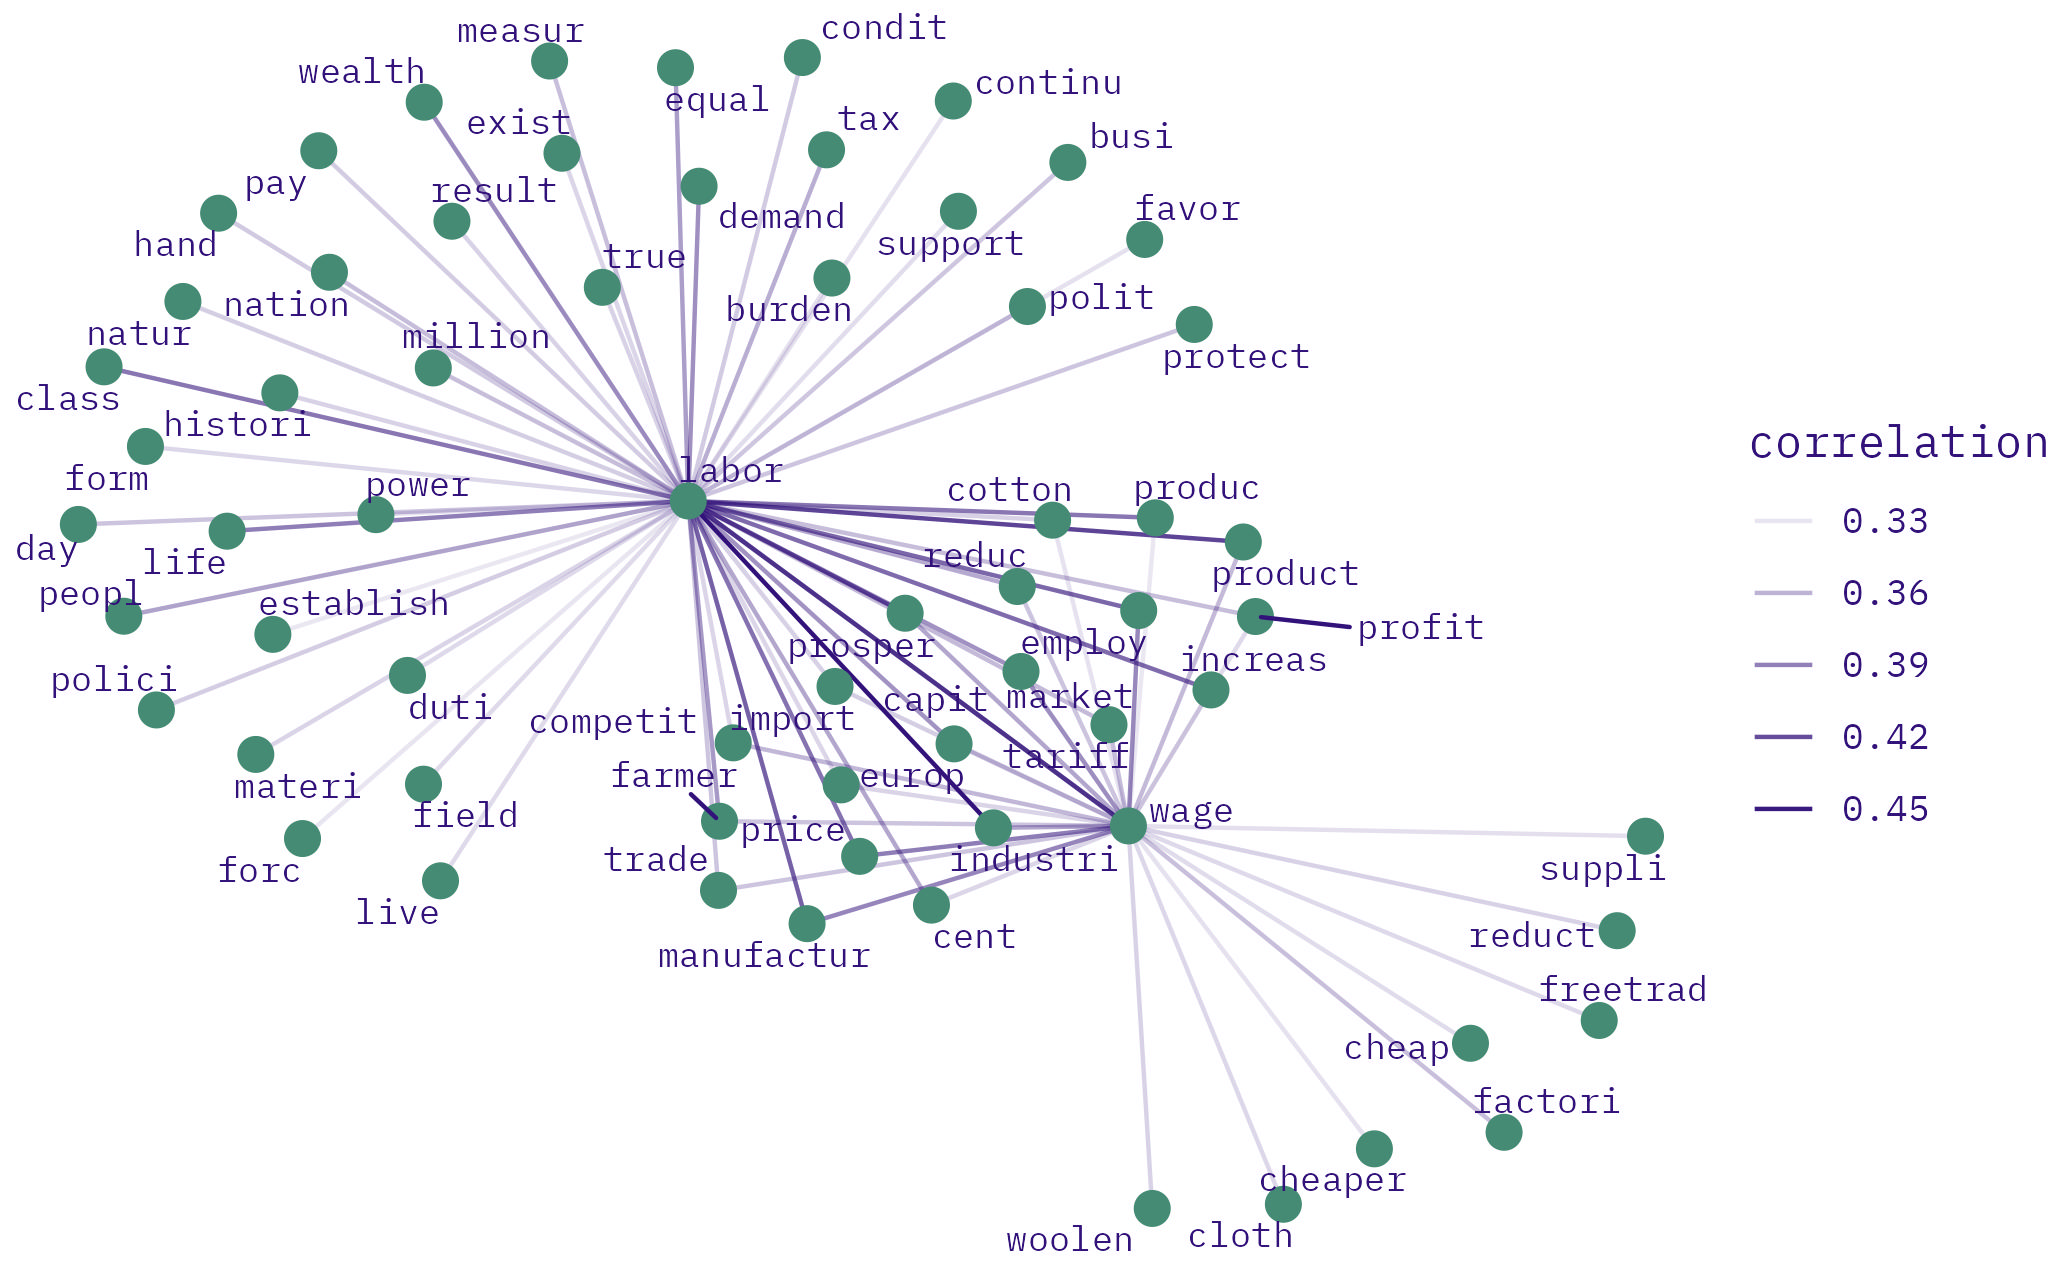 measur
condit
wealth
equal
continu
exist
tax
busi
pay
result
demand
favor
hand
true
support
nation
burden
polit
natur
million
protect
class
histori
correlation
form
power
labor
cotton
produc
0.33
day
life
reduc
product
0.36
peopl
establish
prosper
employ
profit
0.39
polici
duti
competit
import
capit
market
increas
0.42
materi
field
farmer
europ
tariff
0.45
forc
live
trade
price
industri
wage
suppli
manufactur
cent
reduct
freetrad
cheap
factori
cheaper
woolen
cloth